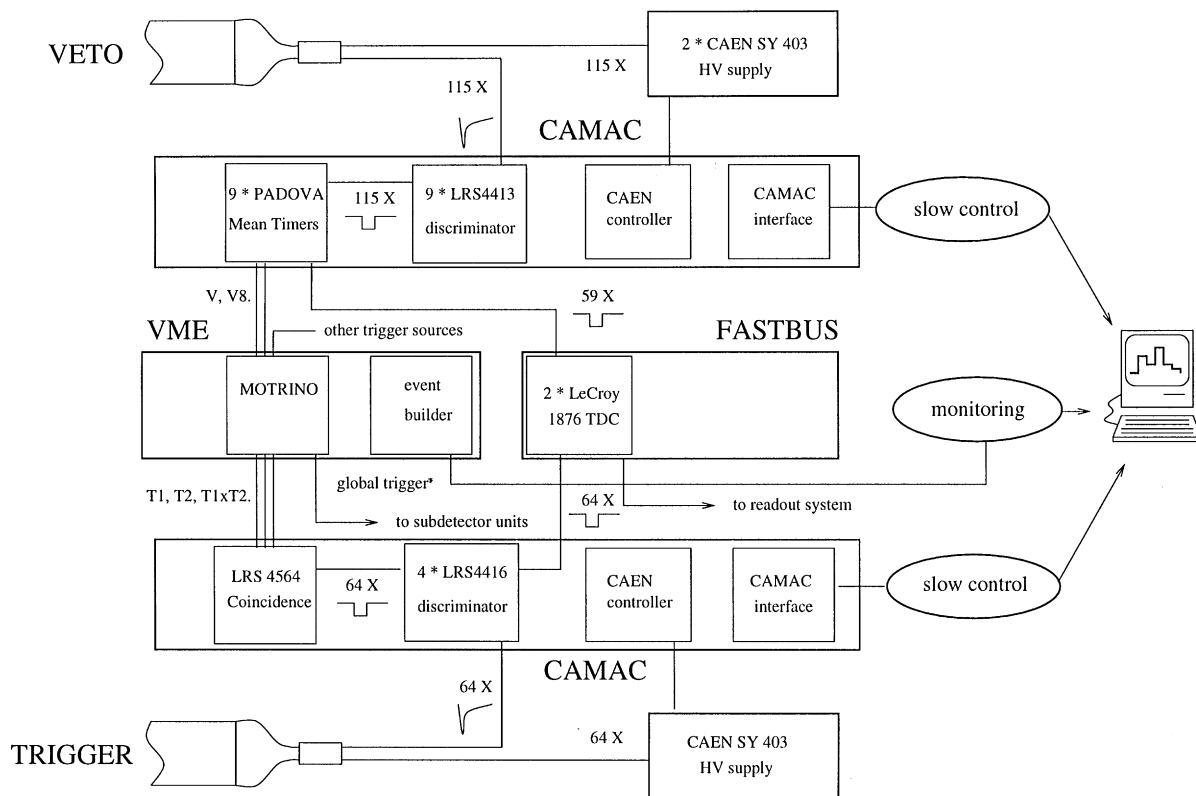 VETO
2 * CAEN SY 403
HV supply
115 X
115 X
CAMAC
9 * PADOVA
Mean Timers
115 X
9 * LRS4413
discriminator
CAEN
controller
CAMAC
interface
slow control
V, V8.
59 X
VME
other trigger sources
FASTBUS
MOTRINO
event
builder
2 * LeCroy
1876 TDC
monitoring
T1, T2, T1xT2.
global trigger*
64 X
to readout system
to subdetector units
LRS 4564
Coincidence
64 X
4 * LRS4416
discriminator
CAEN
controller
CAMAC
interface
slow control
CAMAC
64 X
TRIGGER
64 X
CAEN SY 403
HV supply